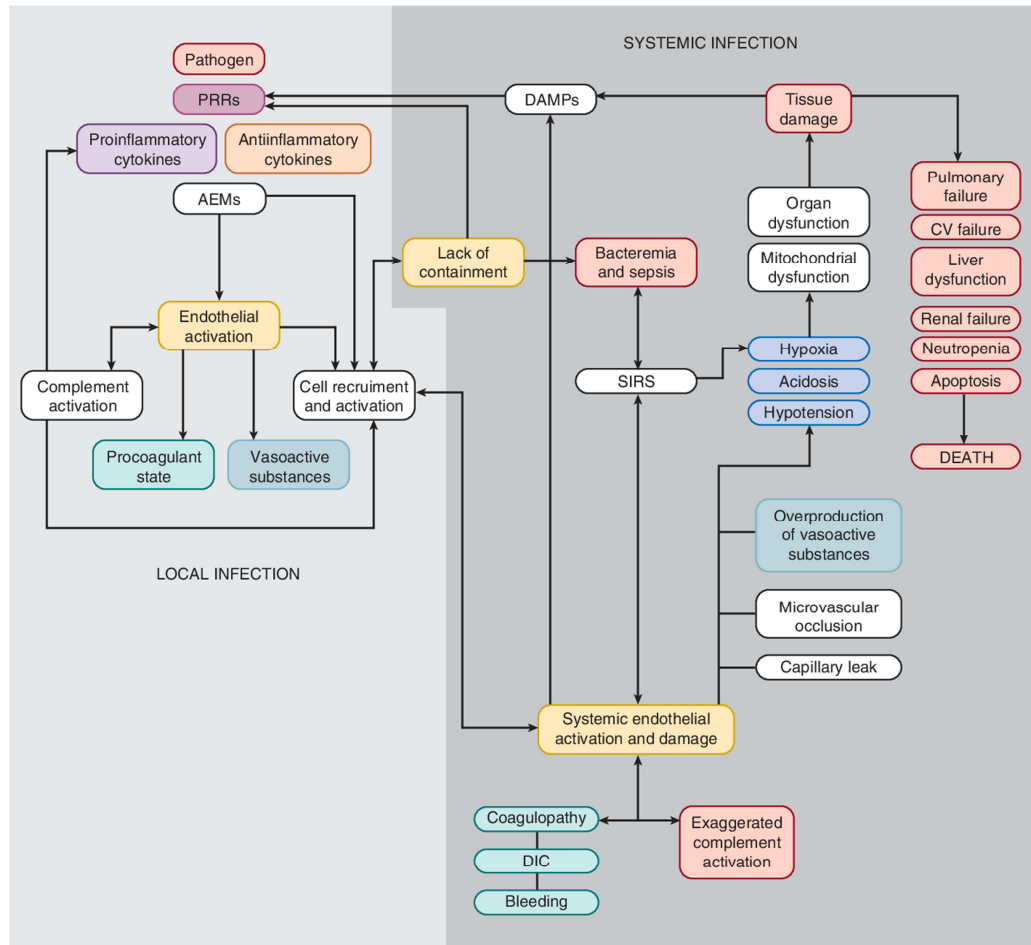 SYSTEMIC INFECTION
Pathogen
PRRs
DAMPs
Tissue
damage
Proinflammatory
cytokines
Antiinflammatory
cytokines
AEMs
Organ
dysfunction
Pulmonary
failure
CV failure
Lack of
containment
Bacteremia
and sepsis
Mitochondrial
dysfunction
Liver
dysfunction
Endothelial
activation
Renal failure
Hypoxia
Neutropenia
Complement
activation
Cell recruiment
and activation
SIRS
Acidosis
Apoptosis
Hypotension
Procoagulant
state
Vasoactive
substances
DEATH
Overproduction
of vasoactive
substances
LOCAL INFECTION
Microvascular
occlusion
Capillary leak
Systemic endothelial
activation and damage
Coagulopathy
Exaggerated
complement
activation
DIC
Bleeding